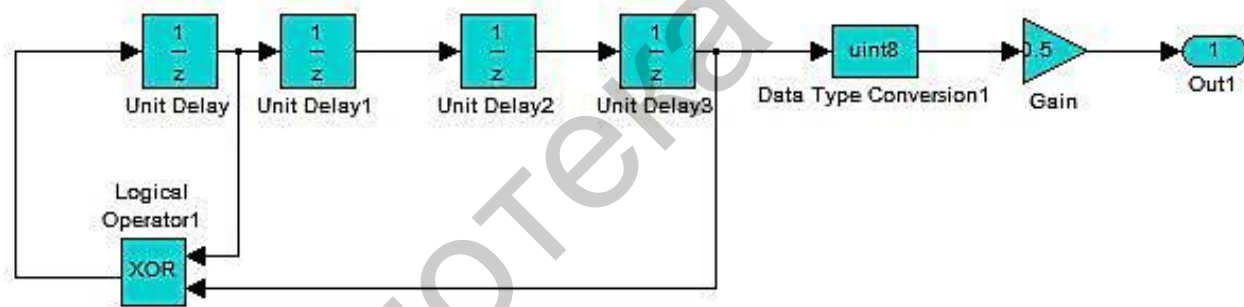 1
z
1
z
1
z
1
z
uint8
0.5
1
Unit Delay
Unit Delay1
Unit Delay2
Unit Delay3
Data Type Conversion1
Gain
Out1
Logical
Operator1
XOR
отека